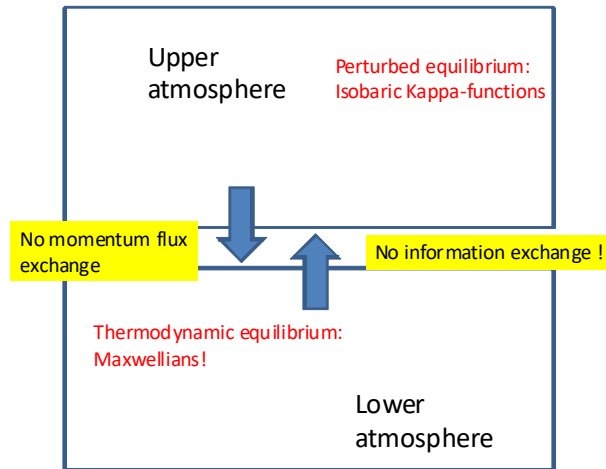 Upper
atmosphere
Perturbed equilibrium:
Isobaric Kappa-functions
No momentum flux
exchange
No information exchange !
Thermodynamic equilibrium:
Maxwellians!
Lower
atmosphere